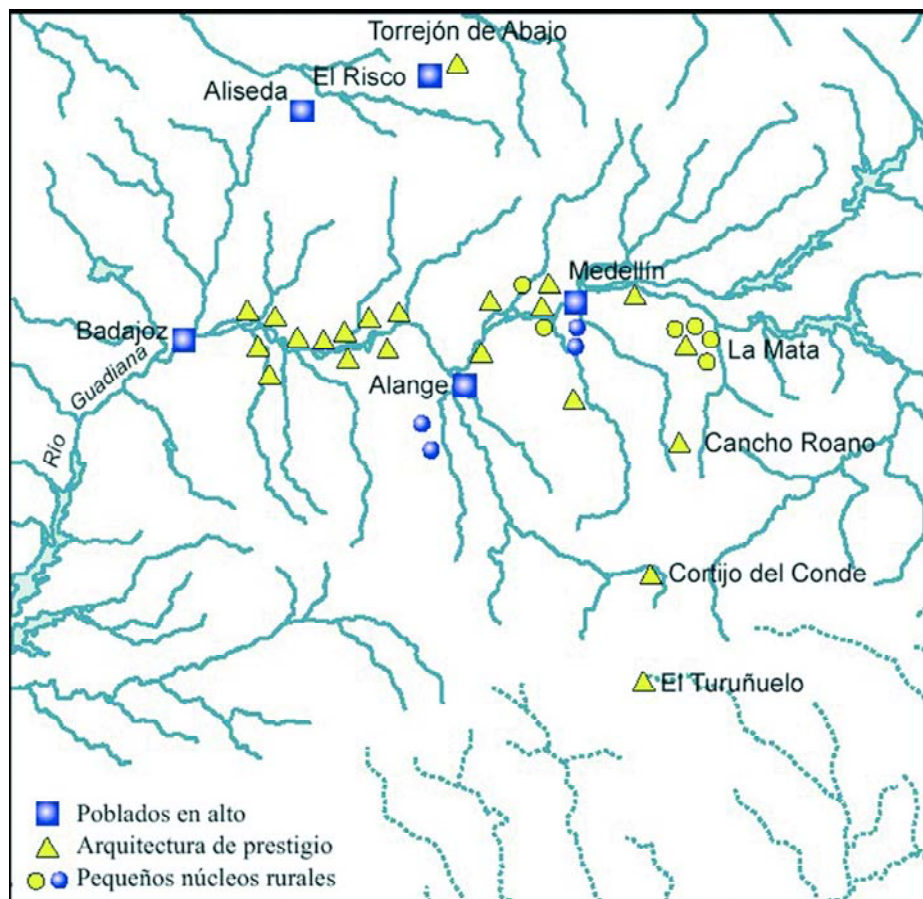 Torrejón de Abajo
El Risco
Aliseda
Medellín
Badajoz
La Mata
Alange
Río Guadiana
Cancho Roano
Cortijo del Conde
El Turuñuelo
Poblados en alto
Arquitectura de prestigio
Pequeños núcleos rurales